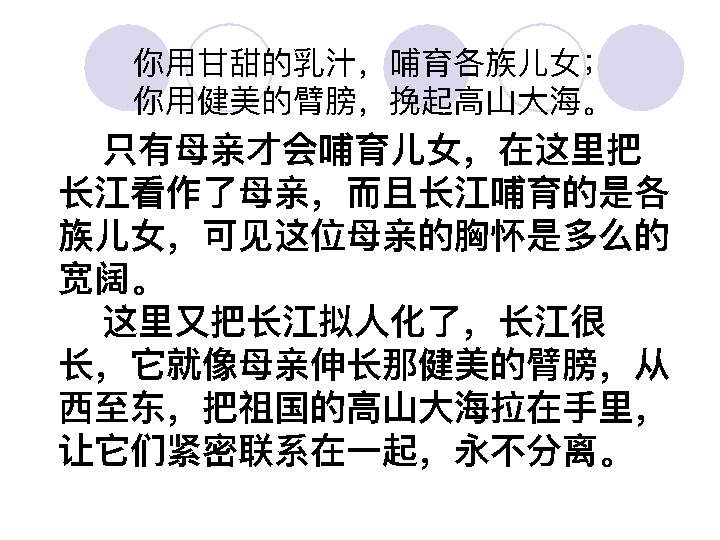 你用甘甜的乳汁，哺育各族儿女；
你用健美的臂膀，挽起高山大海。
只有母亲才会哺育儿女，在这里把
长江看作了母亲，而且长江哺育的是各
族儿女，可见这位母亲的胸怀是多么的
宽阔。
这里又把长江拟人化了，长江很
长，它就像母亲伸长那健美的臂膀，从
西至东，把祖国的高山大海拉在手里，
让它们紧密联系在一起，永不分离。